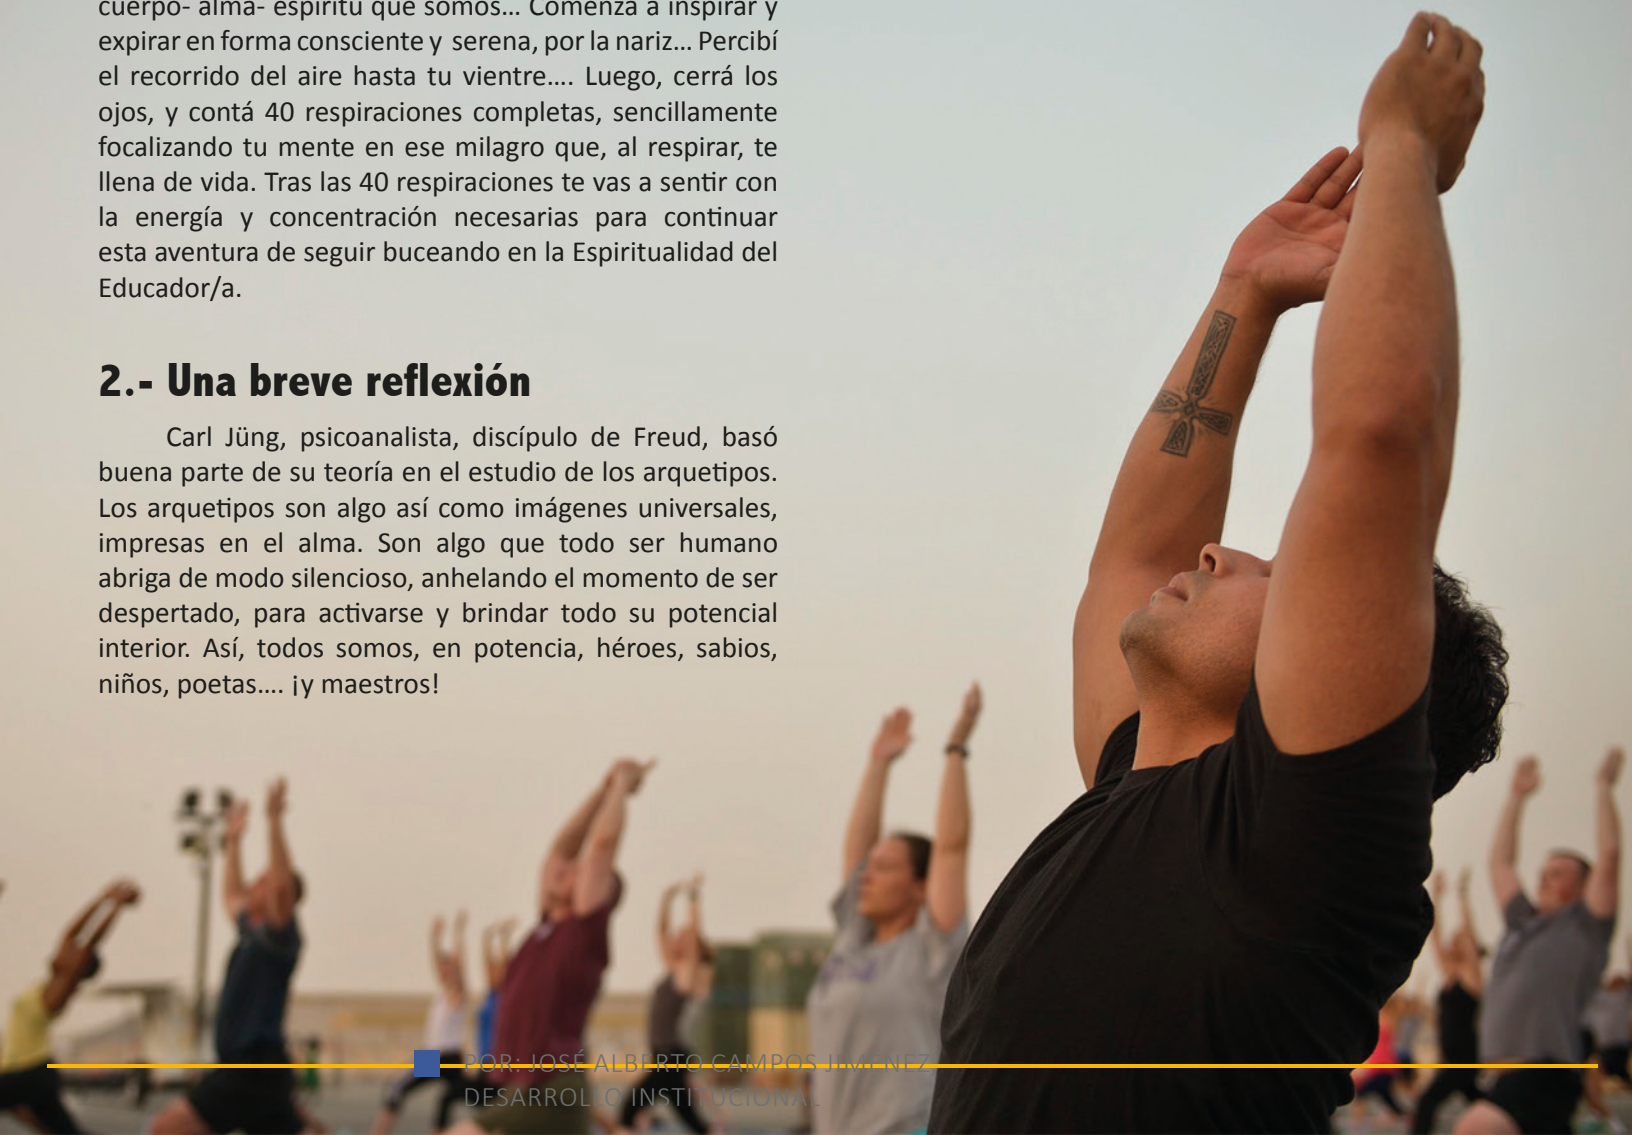 cuerpo- alma- espíritu que somos... Comenzá a inspirar y
expirar en forma consciente y serena, por la nariz... Percibí
el recorrido del aire hasta tu vientre.... Luego, cerrá los
ojos, y contá 40 respiraciones completas, sencillamente
focalizando tu mente en ese milagro que, al respirar, te
llena de vida. Tras las 40 respiraciones te vas a sentir con
la energía y concentración necesarias para continuar
esta aventura de seguir buceando en la Espiritualidad del
Educador/a.
2.- Una breve reflexión
Carl Jüng, psicoanalista, discípulo de Freud, basó
buena parte de su teoría en el estudio de los arquetipos.
Los arquetipos son algo así como imágenes universales,
impresas en el alma. Son algo que todo ser humano
abriga de modo silencioso, anhelando el momento de ser
despertado, para activarse y brindar todo su potencial
interior. Así, todos somos, en potencia, héroes, sabios,
niños, poetas.... ¡y maestros!
POR: JOSÉ ALBERTO CAMPOS JIMÉNEZ
DESARROLLO INSTITUCIONAL